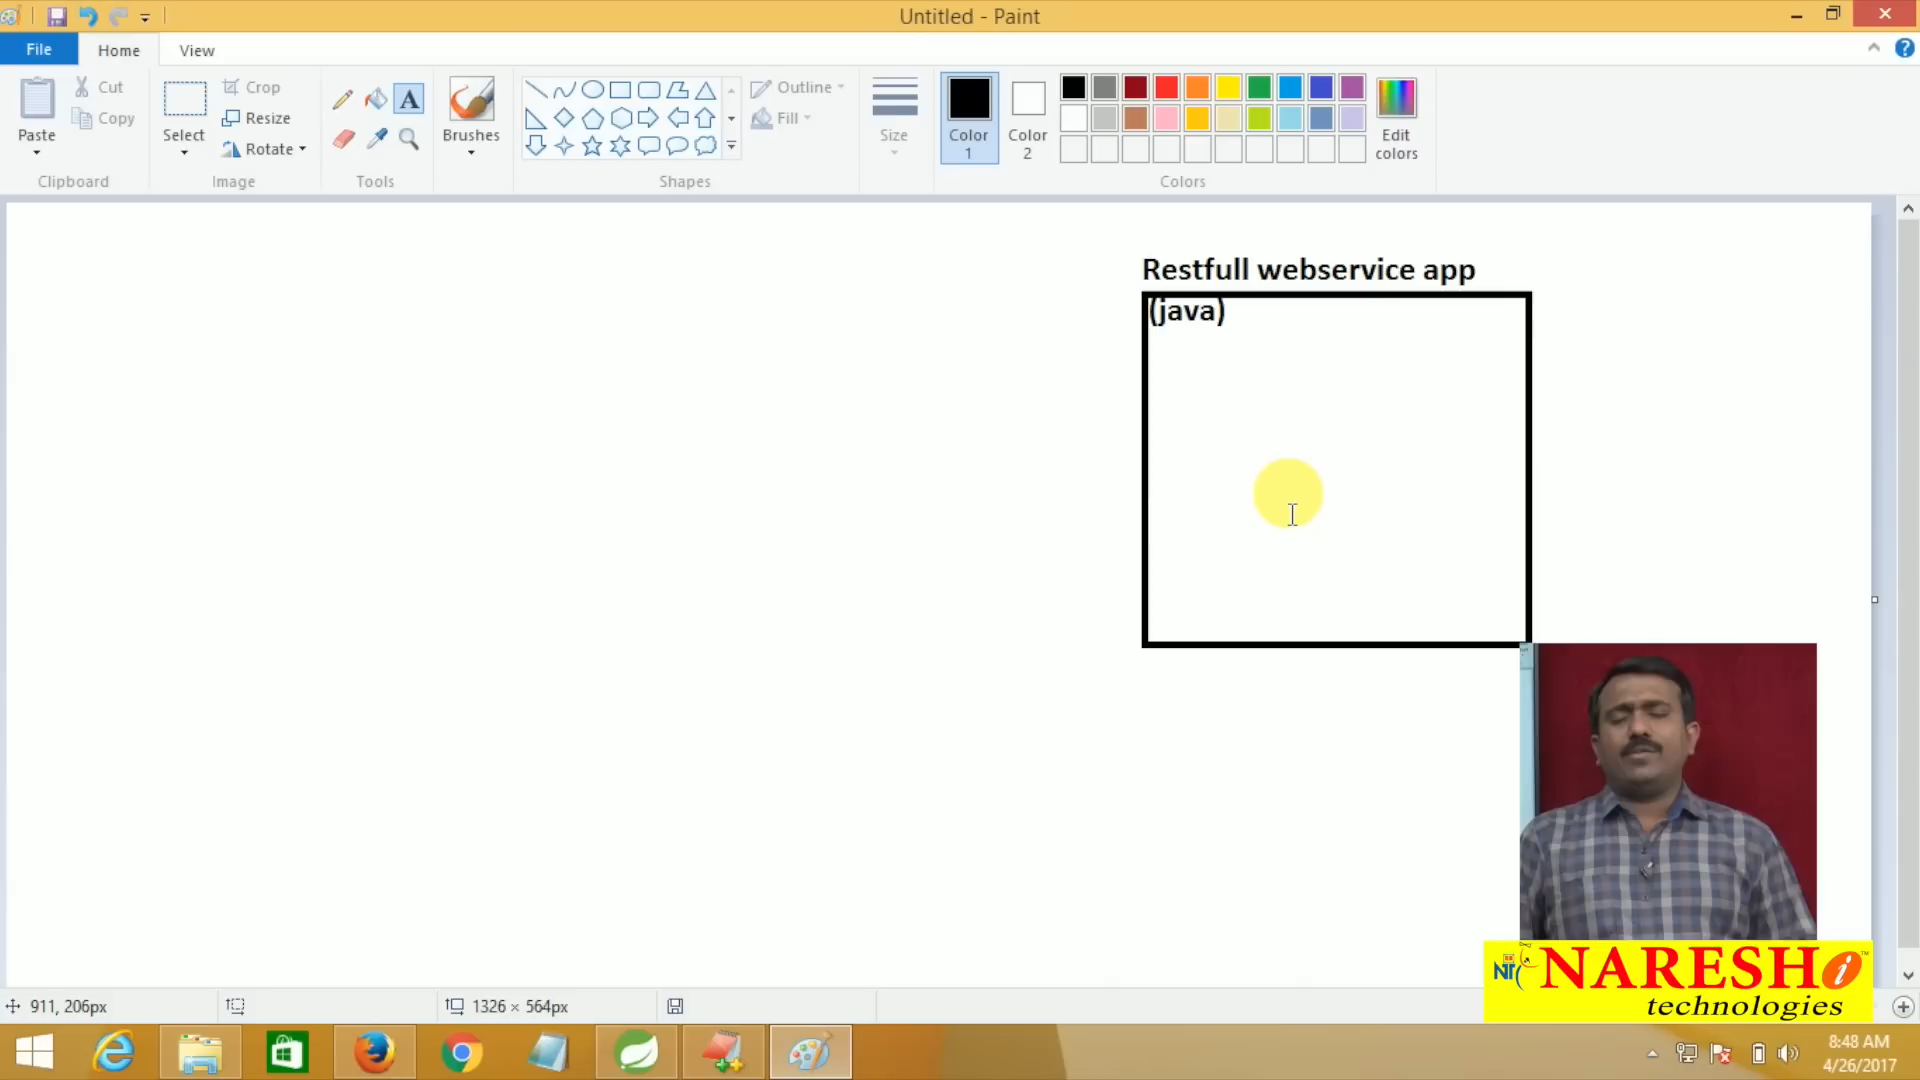 Untitled - Paint
File
Home
View
Paste
Cut
Copy
Clipboard
Select
Crop
Resize
Rotate
Image
A
Tools
Brushes
Shapes
Outline
Fill
Size
Color
1
Color
2
Edit
colors
Colors
Restfull webservice app
(java)
NARESH i
technologies
911, 206px
1326 × 564px
8:48 AM
4/26/2017